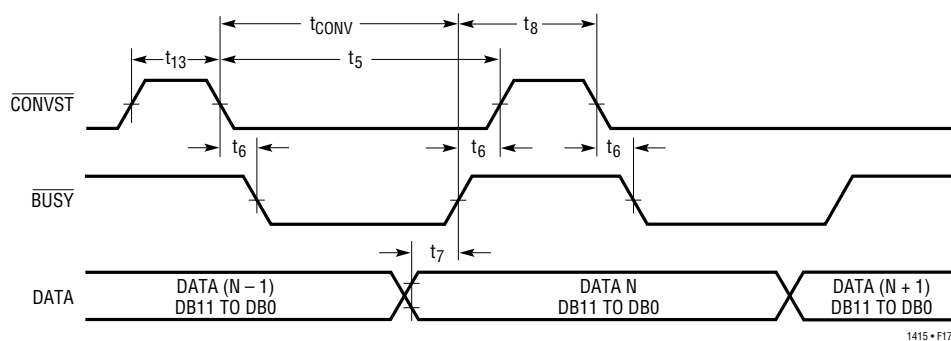 tCONV
t8
t13
t5
CONVST
t6
t6
t6
BUSY
t7
DATA
DATA (N – 1)
DB11 TO DB0
DATA N
DB11 TO DB0
DATA (N + 1)
DB11 TO DB0
1415 • F17